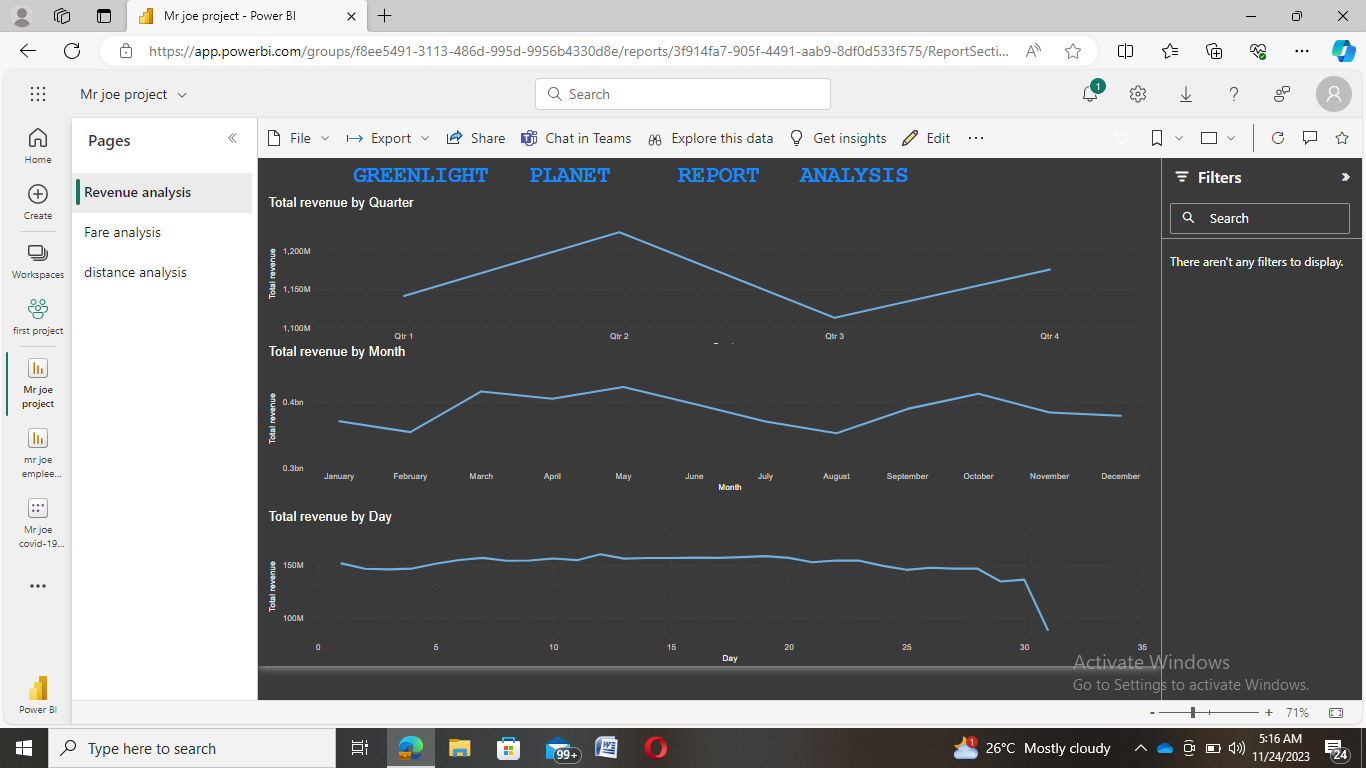 Mr joe project - Power BI
https://app.powerbi.com/groups/f8ee5491-3113-486d-995d-9956b4330d8e/reports/3f914fa7-905f-4491-aab9-8df0d533f575/ReportSecti...
Mr joe project
Search
1
Home
Create
Workspaces
first project
Mr joe
project
mr joe
emplee...
Mr joe
covid-19...
Power BI
Pages
Revenue analysis
Fare analysis
distance analysis
File
Export
Share
Chat in Teams
Explore this data
Get insights
Edit
GREENLIGHT PLANET REPORT ANALYSIS
Total revenue by Quarter
Total revenue
1,200M
1,150M
1,100M
Qtr 1 Qtr 2 Qtr 3 Qtr 4
Total revenue by Month
Total revenue
0.4bn
0.3bn
January February March April May June July August September October November December
Month
Total revenue by Day
Total revenue
150M
100M
0 5 10 15 20 25 30 35
Day
Filters
Search
There aren't any filters to display.
Activate Windows
Go to Settings to activate Windows.
- + 71%
Type here to search
99+
1
26°C Mostly cloudy
5:16 AM
11/24/2023
24